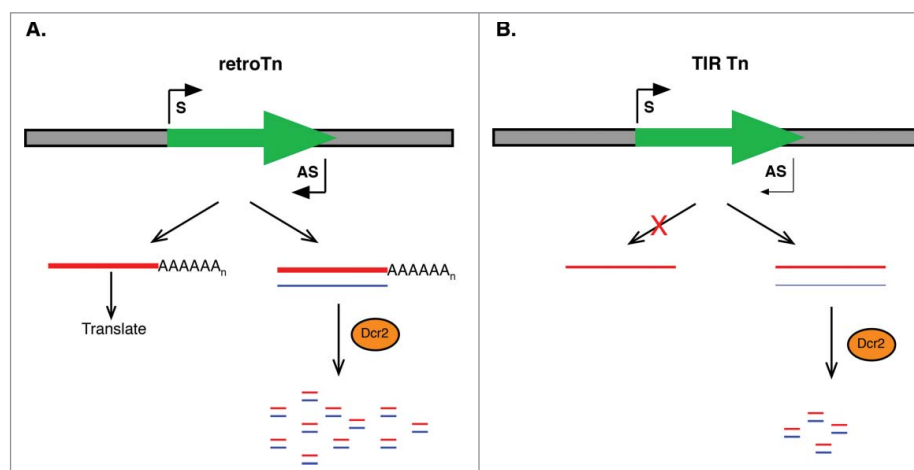 A.
retroTn
S
AS
AAAAAAn
AAAAAAn
Translate
Dcr2
B.
TIR Tn
S
AS
X
Dcr2